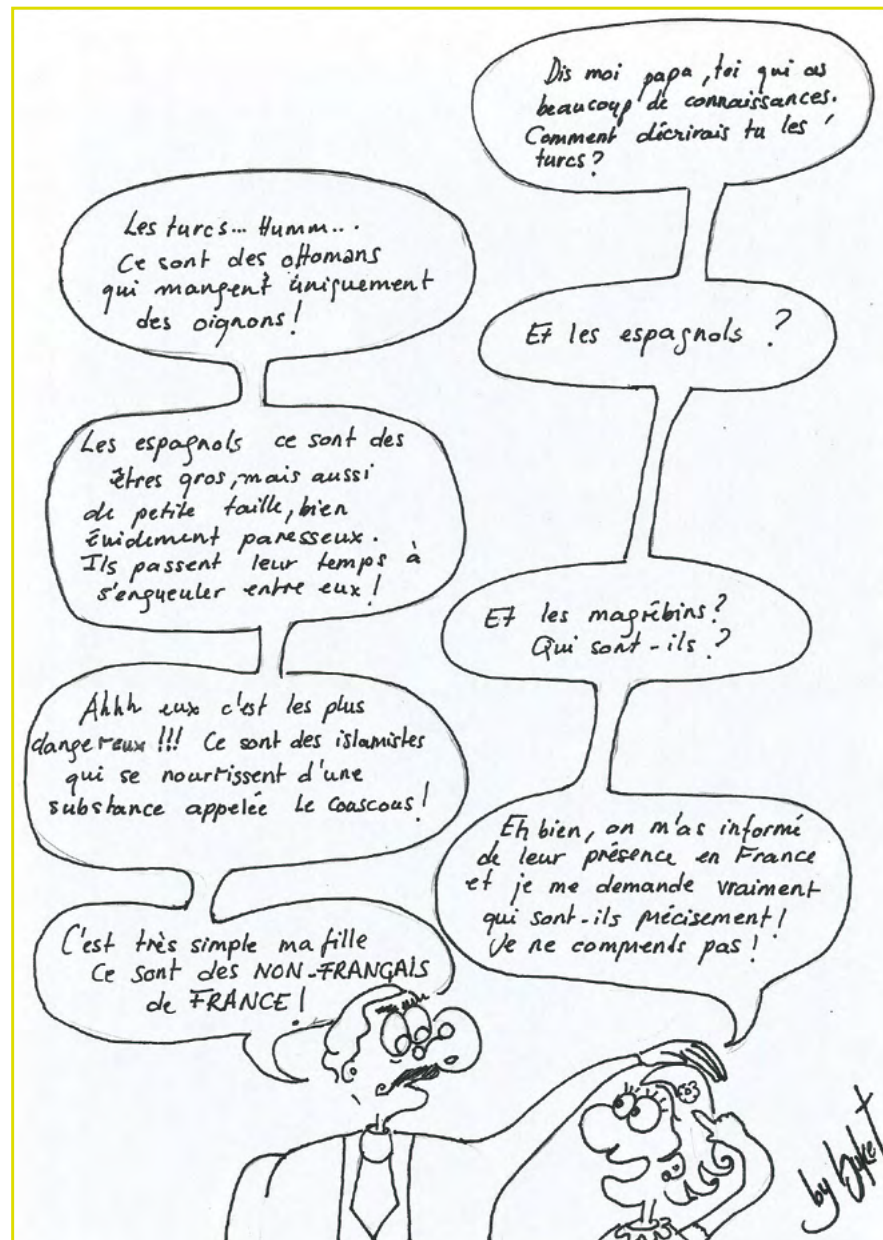 Dis moi papa, toi qui as
beaucoup de connaissances.
Comment décrirais tu les
turcs?
Les turcs... Humm...
Ce sont des ottomans
qui mangent uniquement
des oignons!
Et les espagnols ?
Les espagnols ce sont des
êtres gros, mais aussi
de petite taille, bien
évidement paresseux.
Ils passent leur temps à
s'engueuler entre eux!
Et les magrébins?
Qui sont-ils?
Ahhh eux c'est les plus
dangereux!!! Ce sont des islamistes
qui se nourrissent d'une
substance appelée le couscous!
Eh bien, on m'as informé
de leur présence en France
et je me demande vraiment
qui sont-ils précisement!
Je ne comprends pas!
C'est très simple ma fille
Ce sont des NON-FRANÇAIS
de FRANCE!
by